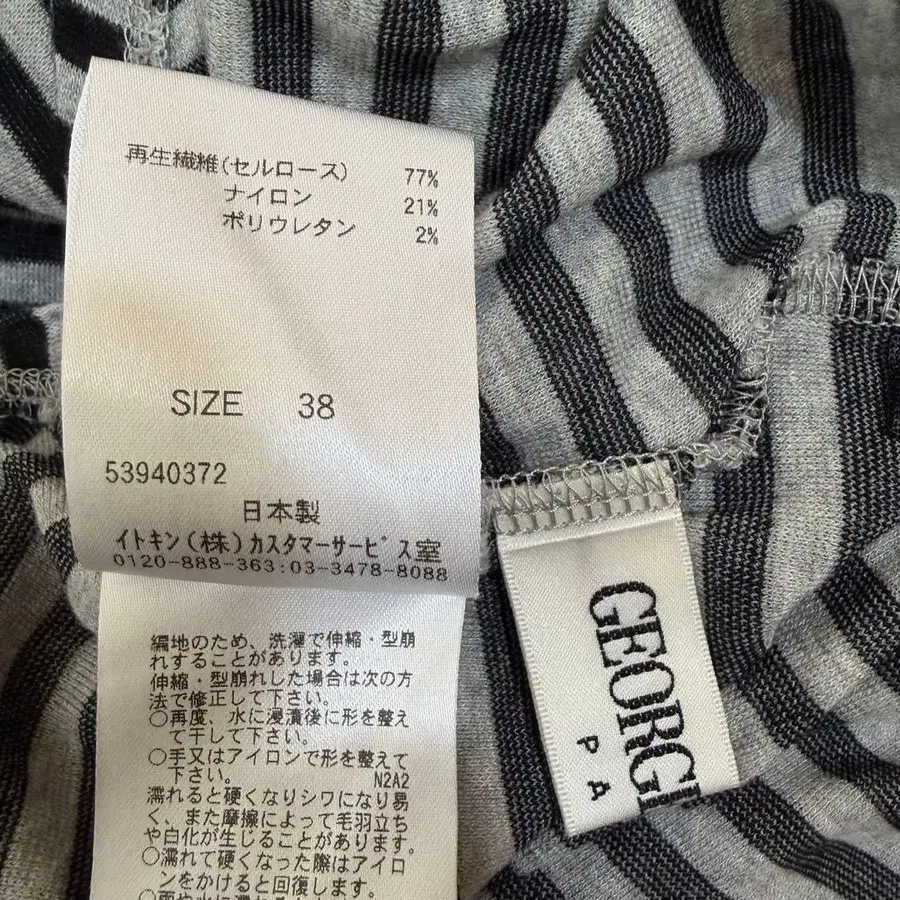 再生繊維(セルロース) 77%
ナイロン 21%
ポリウレタン 2%
SIZE 38
53940372
日本製
イトキン(株)カスタマーサービス室
0120-888-363:03-3478-8088
編地のため、洗濯で伸縮・型崩
れすることがあります。
伸縮・型崩れした場合は次の方
法で修正して下さい。
○再度、水に浸漬後に形を整え
て干して下さい。
○手又はアイロンで形を整えて
下さい。 N2A2
濡れると硬くなりシワになり易
く、また摩擦によって毛羽立ち
や白化が生じることがあります。
○濡れて硬くなった際はアイロ
ンをかけると回復します。
GEORG
PA